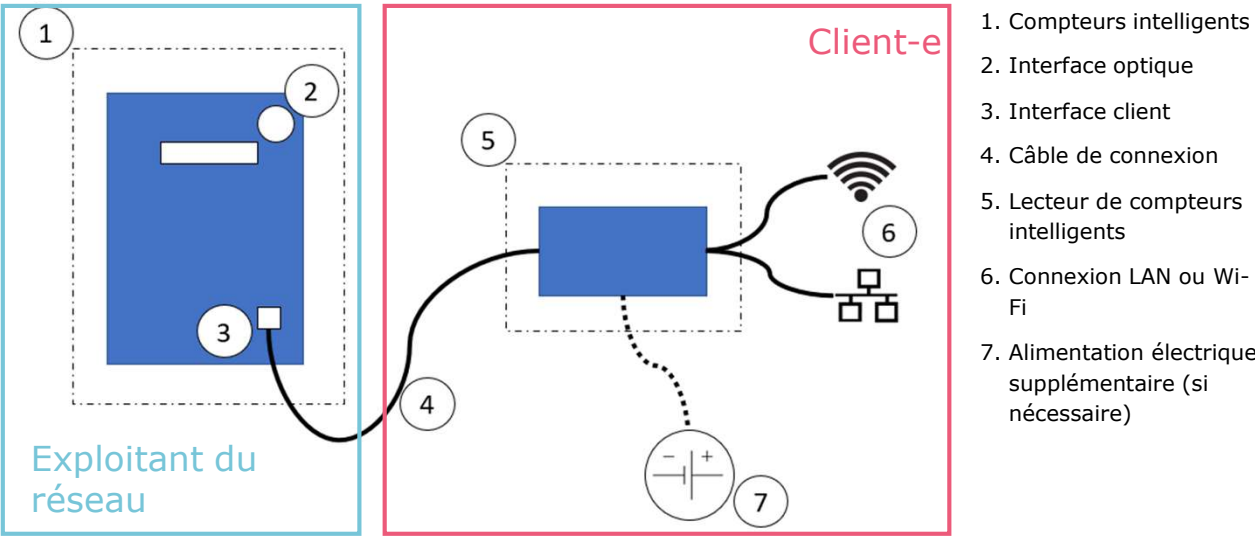 1
2
3
Exploitant du
réseau
Client-e
5
6
4
− +
7
1. Compteurs intelligents
2. Interface optique
3. Interface client
4. Câble de connexion
5. Lecteur de compteurs
intelligents
6. Connexion LAN ou Wi-
Fi
7. Alimentation électrique
supplémentaire (si
nécessaire)